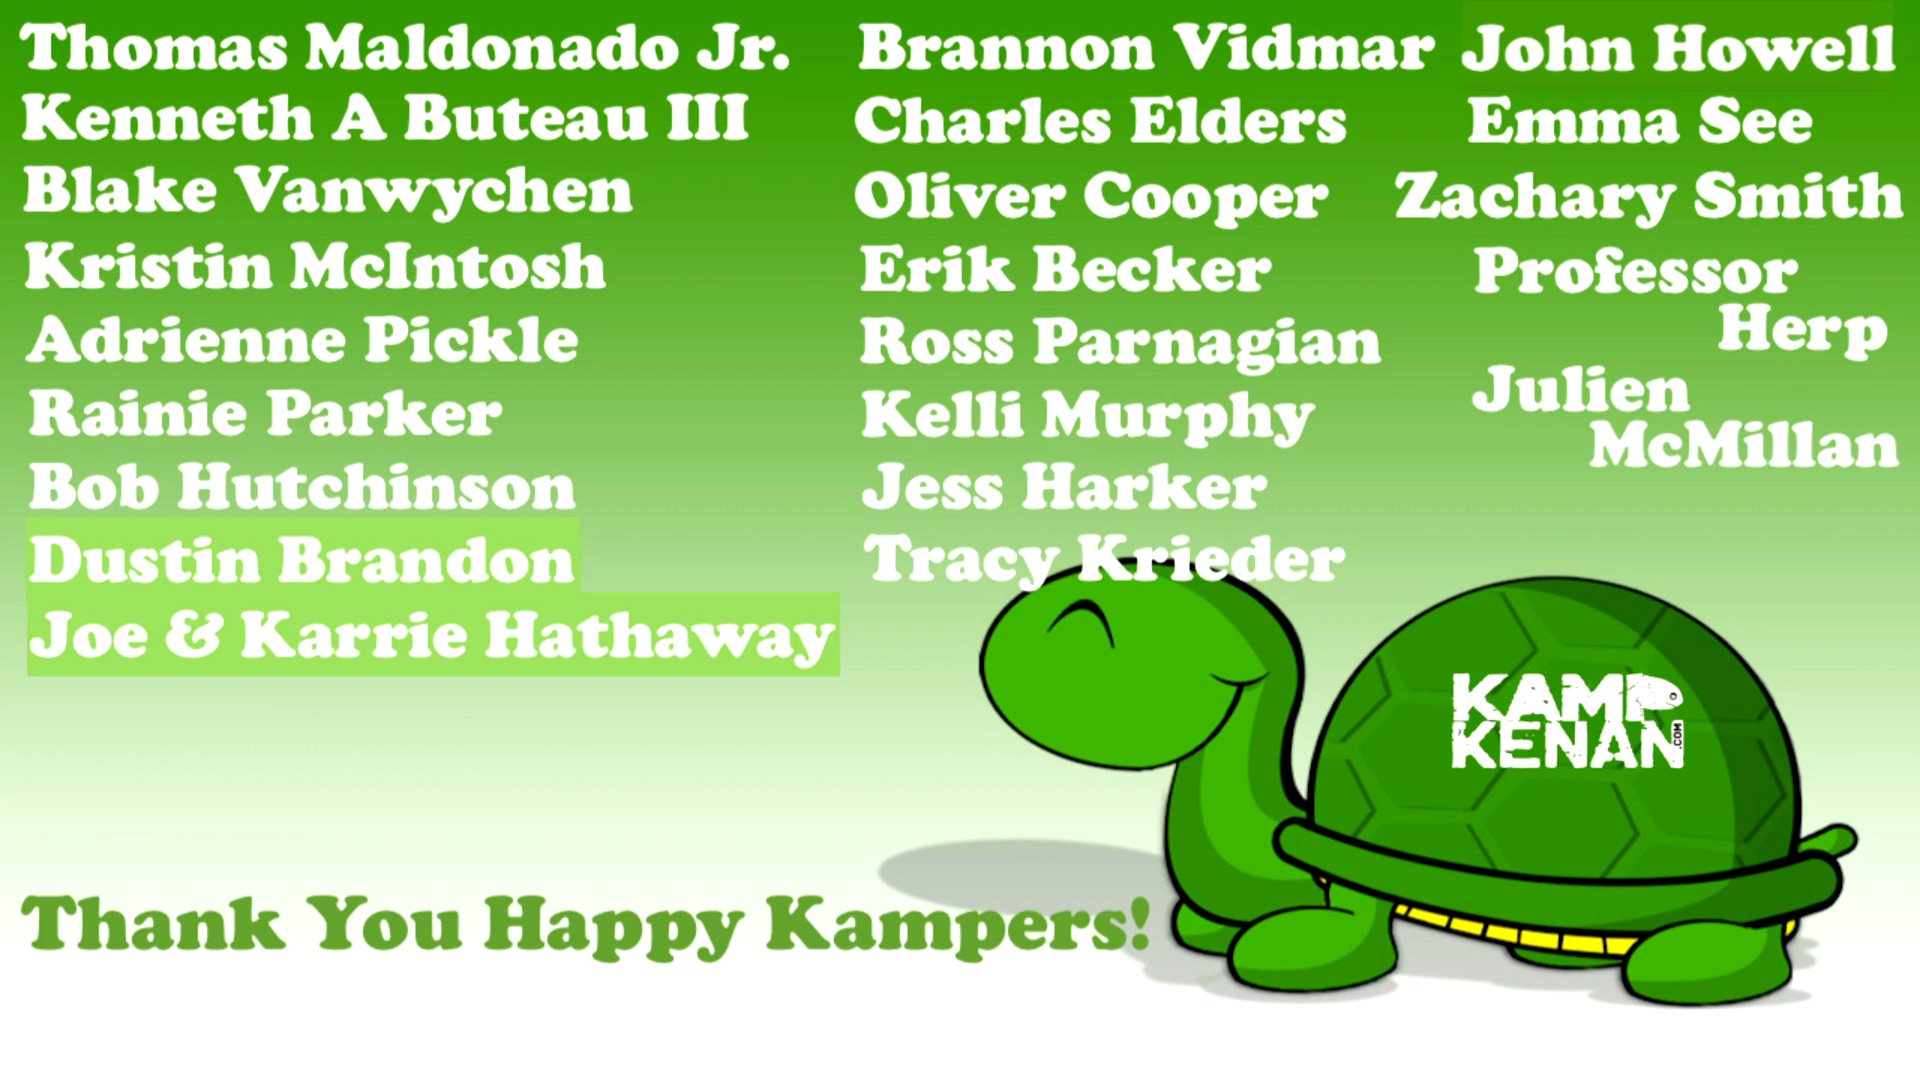 Thomas Maldonado Jr.
Kenneth A Buteau III
Blake Vanwychen
Kristin McIntosh
Adrienne Pickle
Rainie Parker
Bob Hutchinson
Dustin Brandon
Joe & Karrie Hathaway
Brannon Vidmar
Charles Elders
Oliver Cooper
Erik Becker
Ross Parnagian
Kelli Murphy
Jess Harker
Tracy Krieder
John Howell
Emma See
Zachary Smith
Professor
Herp
Julien
McMillan
KAMP
KENAN.COM
Thank You Happy Kampers!